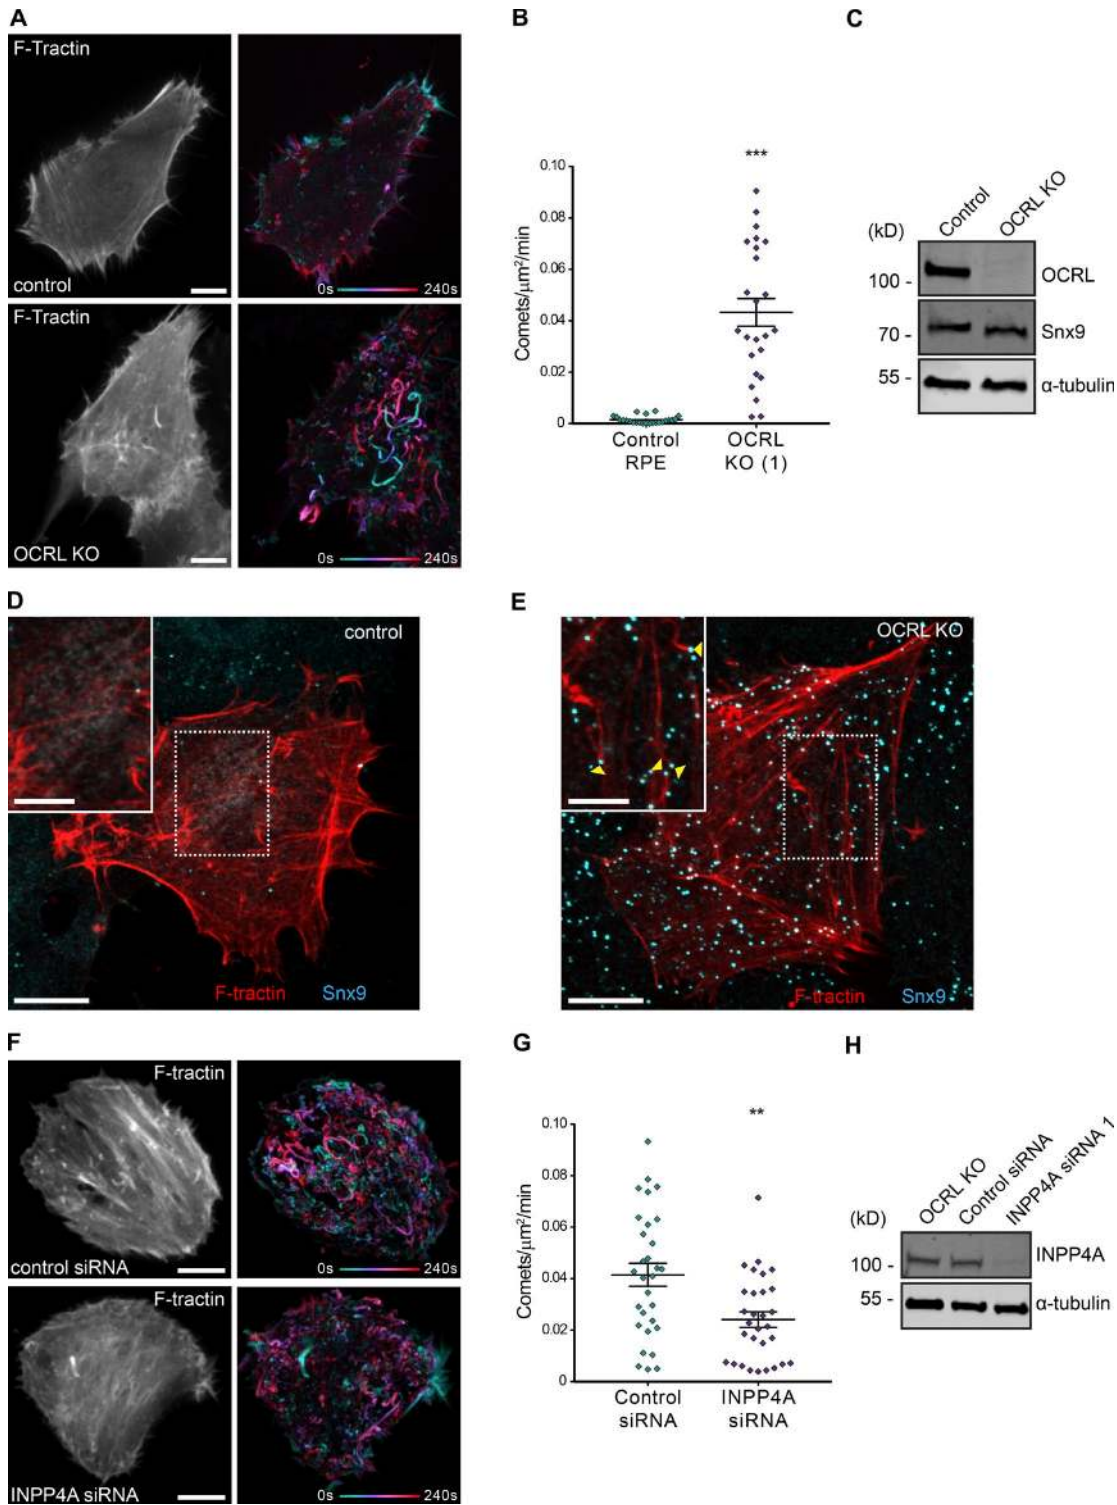 A
F-Tractin
control
0s 240s
F-Tractin
OCRL KO
0s 240s
B
***
0.10
0.08
0.06
0.04
0.02
0
Comets/μm²/min
Control
RPE
OCRL
KO (1)
C
Control
OCRL KO
(kD)
100 -
OCRL
70 -
Snx9
55 -
α-tubulin
D
control
F-tractin Snx9
E
OCRL KO
F-tractin Snx9
F
F-tractin
control siRNA
0s 240s
F-tractin
INPP4A siRNA
0s 240s
G
**
0.10
0.08
0.06
0.04
0.02
0
Comets/μm²/min
Control
siRNA
INPP4A
siRNA
H
OCRL KO
Control siRNA
INPP4A siRNA 1
(kD)
100 -
INPP4A
55 -
α-tubulin